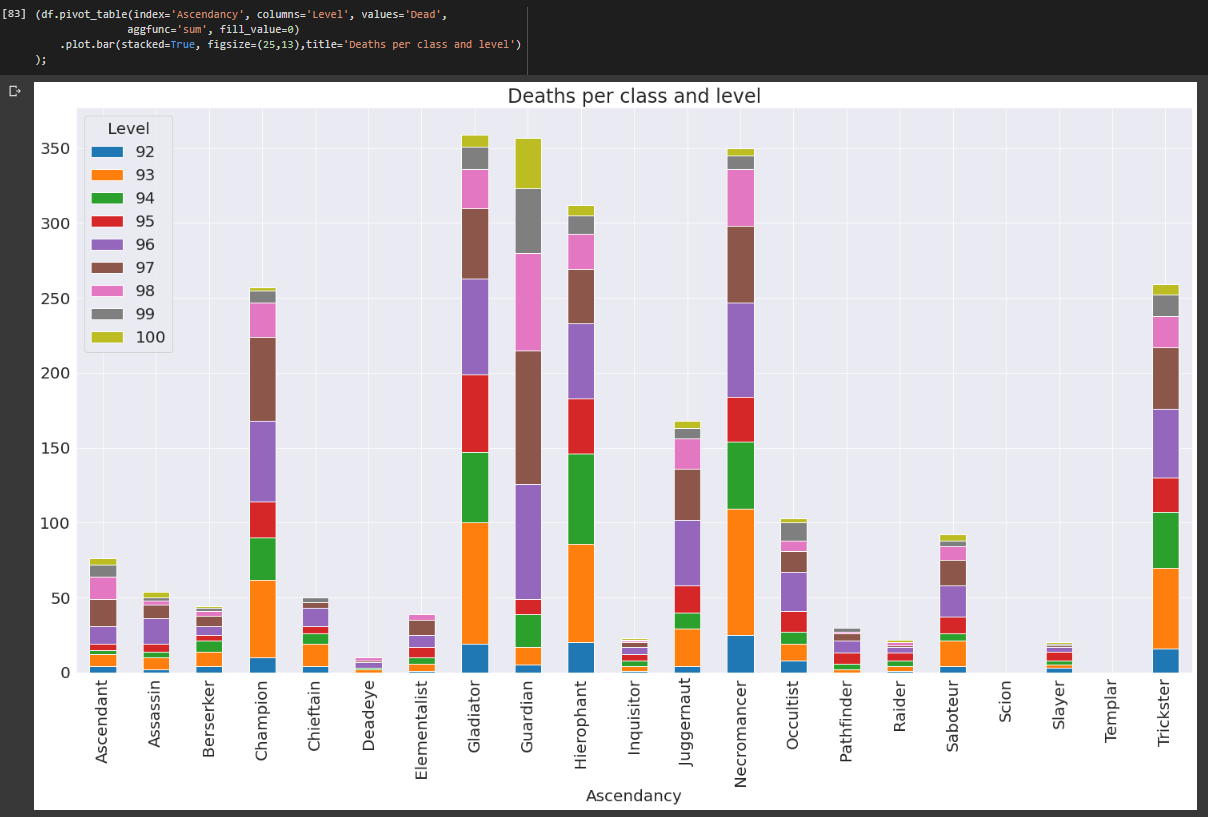 [83] (df.pivot_table(index='Ascendancy', columns='Level', values='Dead',
aggfunc='sum', fill_value=0)
.plot.bar(stacked=True, figsize=(25,13),title='Deaths per class and level')
);
Deaths per class and level
Level
92
93
94
95
96
97
98
99
100
350
300
250
200
150
100
50
0
Ascendant
Assassin
Berserker
Champion
Chieftain
Deadeye
Elementalist
Gladiator
Guardian
Hierophant
Inquisitor
Juggernaut
Necromancer
Occultist
Pathfinder
Raider
Saboteur
Scion
Slayer
Templar
Trickster
Ascendancy